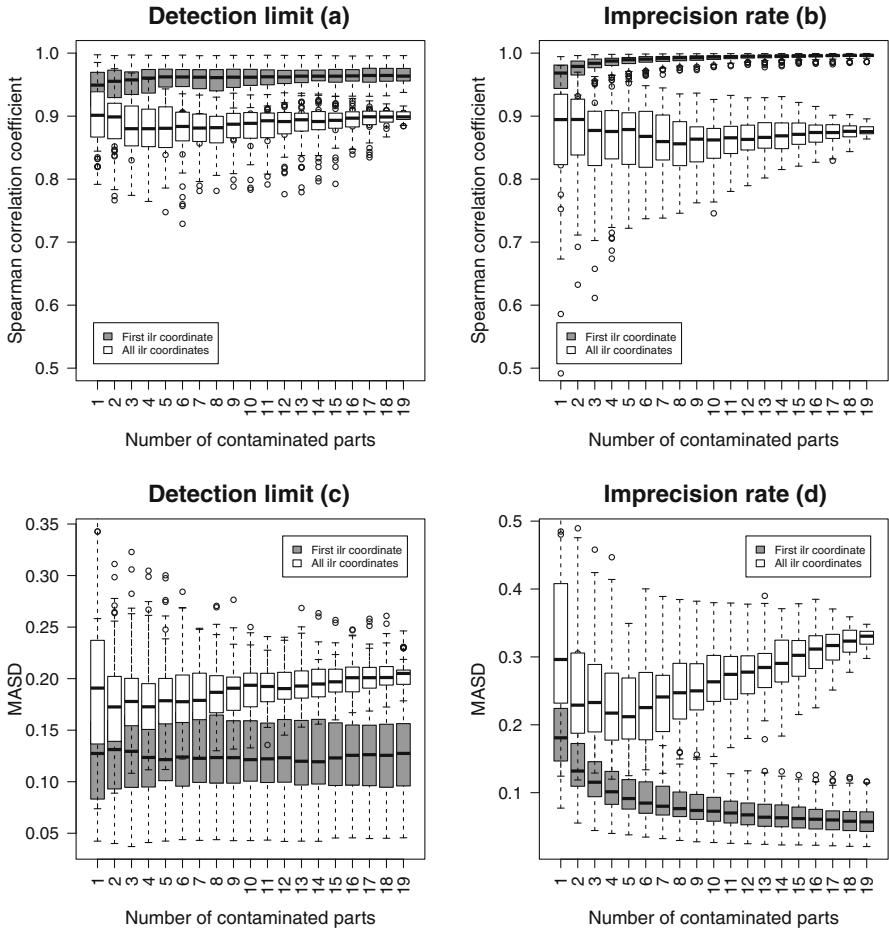 Detection limit (a)
Spearman correlation coefficient
1.0
0.9
0.8
0.7
0.6
0.5
First ilr coordinate
All ilr coordinates
1 2 3 4 5 6 7 8 9 10 11 12 13 14 15 16 17 18 19
Number of contaminated parts
Imprecision rate (b)
Spearman correlation coefficient
1.0
0.9
0.8
0.7
0.6
0.5
First ilr coordinate
All ilr coordinates
1 2 3 4 5 6 7 8 9 10 11 12 13 14 15 16 17 18 19
Number of contaminated parts
Detection limit (c)
MASD
0.35
0.30
0.25
0.20
0.15
0.10
0.05
First ilr coordinate
All ilr coordinates
1 2 3 4 5 6 7 8 9 10 11 12 13 14 15 16 17 18 19
Number of contaminated parts
Imprecision rate (d)
MASD
0.5
0.4
0.3
0.2
0.1
First ilr coordinate
All ilr coordinates
1 2 3 4 5 6 7 8 9 10 11 12 13 14 15 16 17 18 19
Number of contaminated parts